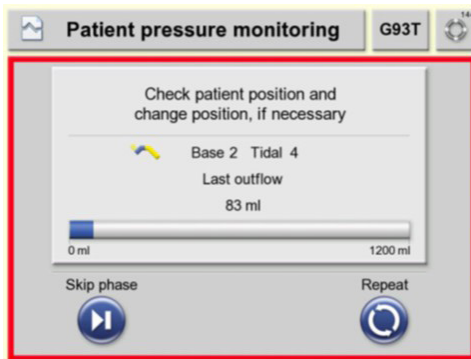 Patient pressure monitoring
G93T
Check patient position and
change position, if necessary
Base 2 Tidal 4
Last outflow
83 ml
0 ml
1200 ml
Skip phase
Repeat